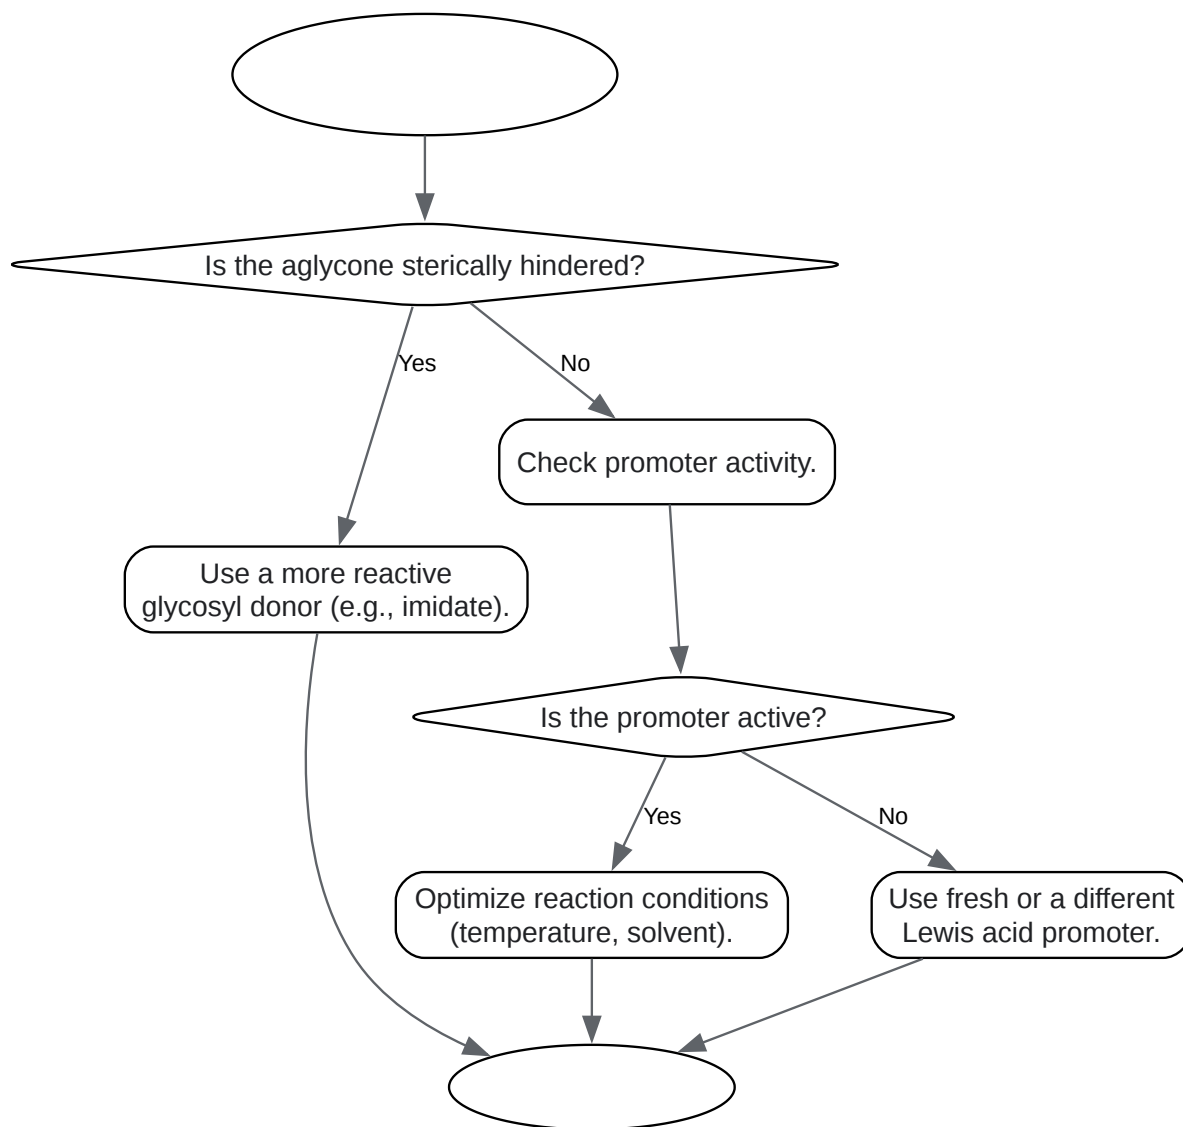 Is the aglycone sterically hindered?
Yes
No
Check promoter activity.
Use a more reactive
glycosyl donor (e.g., imidate).
Is the promoter active?
Yes
No
Optimize reaction conditions
(temperature, solvent).
Use fresh or a different
Lewis acid promoter.